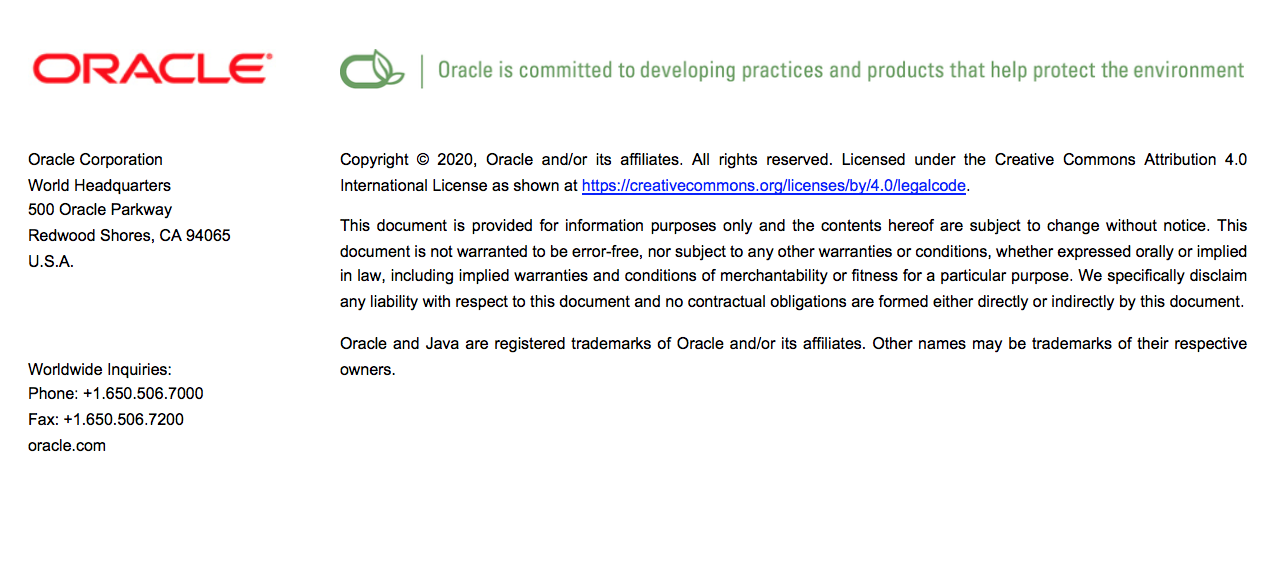 ORACLE®
Oracle is committed to developing practices and products that help protect the environment
Oracle Corporation
World Headquarters
500 Oracle Parkway
Redwood Shores, CA 94065
U.S.A.
Worldwide Inquiries:
Phone: +1.650.506.7000
Fax: +1.650.506.7200
oracle.com
Copyright © 2020, Oracle and/or its affiliates. All rights reserved. Licensed under the Creative Commons Attribution 4.0
International License as shown at https://creativecommons.org/licenses/by/4.0/legalcode.
This document is provided for information purposes only and the contents hereof are subject to change without notice. This
document is not warranted to be error-free, nor subject to any other warranties or conditions, whether expressed orally or implied
in law, including implied warranties and conditions of merchantability or fitness for a particular purpose. We specifically disclaim
any liability with respect to this document and no contractual obligations are formed either directly or indirectly by this document.
Oracle and Java are registered trademarks of Oracle and/or its affiliates. Other names may be trademarks of their respective
owners.